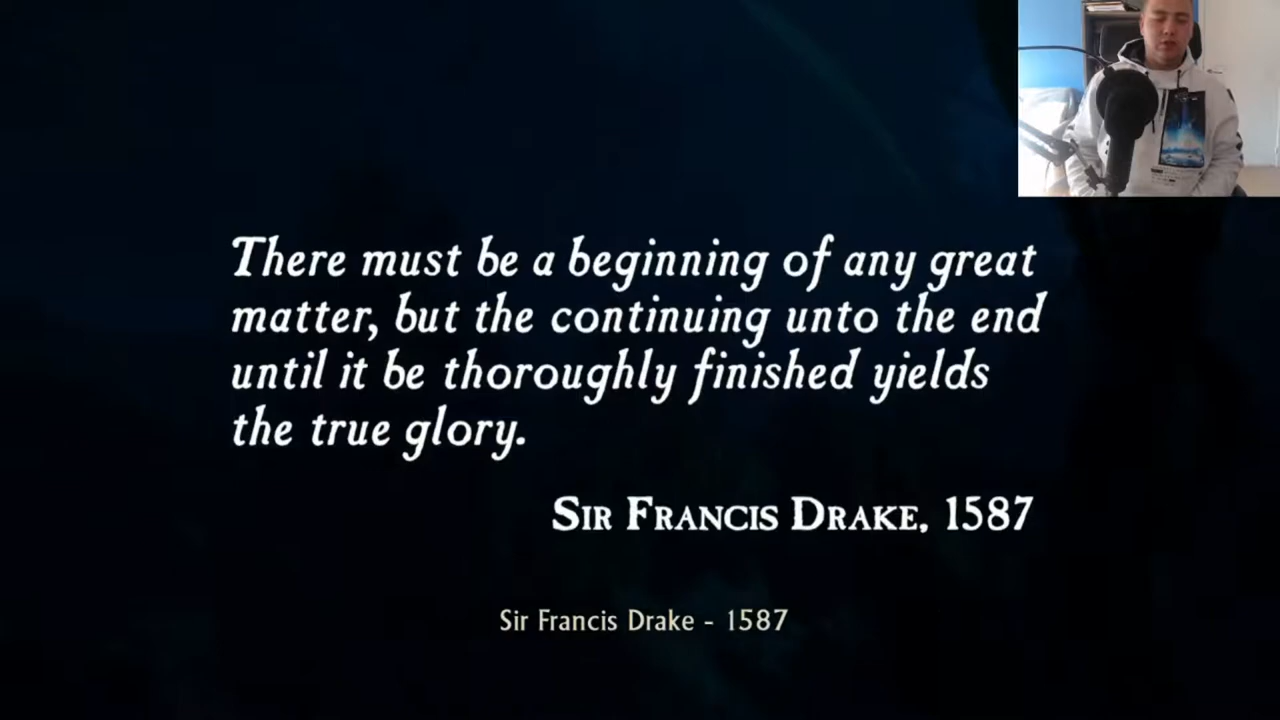 There must be a beginning of any great
matter, but the continuing unto the end
until it be thoroughly finished yields
the true glory.
Sir Francis Drake, 1587
Sir Francis Drake - 1587